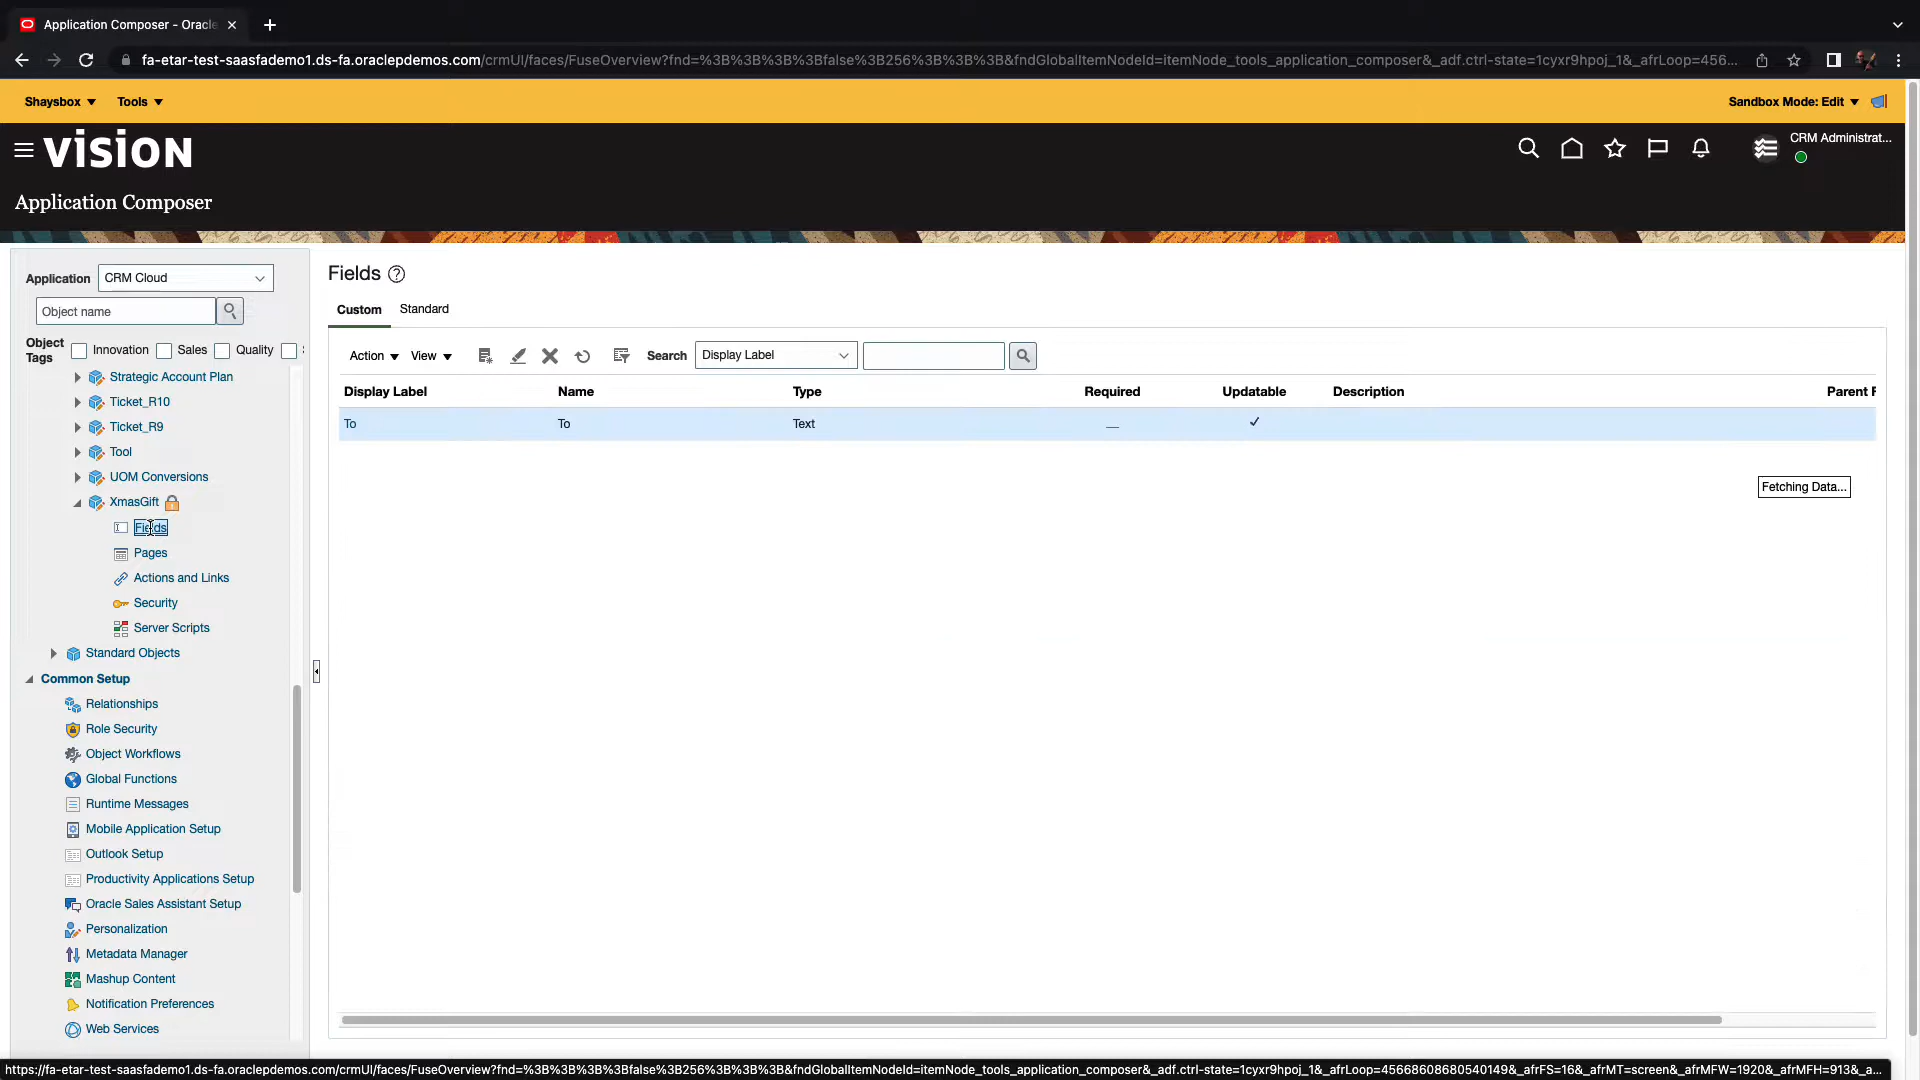 Application Composer - Oracle
fa-etar-test-saasfademo1.ds-fa.oraclepdemos.com/crmUI/faces/FuseOverview?fnd=%3B%3B%3B%3Bfalse%3B256%3B%3B%3B&fndGlobalItemNodeId=itemNode_tools_application_composer&_adf.ctrl-state=1cyxr9hpoj_1&_afrLoop=456...
Shaysbox
Tools
Sandbox Mode: Edit
vision
CRM Administrat...
Application Composer
Application
CRM Cloud
Object name
Object Tags
Innovation
Sales
Quality
Strategic Account Plan
Ticket_R10
Ticket_R9
Tool
UOM Conversions
XmasGift
Fields
Pages
Actions and Links
Security
Server Scripts
Standard Objects
Common Setup
Relationships
Role Security
Object Workflows
Global Functions
Runtime Messages
Mobile Application Setup
Outlook Setup
Productivity Applications Setup
Oracle Sales Assistant Setup
Personalization
Metadata Manager
Mashup Content
Notification Preferences
Web Services
Fields
Custom
Standard
Action
View
Search
Display Label
Display Label Name Type Required Updatable Description Parent F
To To Text
Fetching Data...
https://fa-etar-test-saasfademo1.ds-fa.oraclepdemos.com/crmUI/faces/FuseOverview?fnd=%3B%3B%3B%3Bfalse%3B256%3B%3B%3B&fndGlobalItemNodeId=itemNode_tools_application_composer&_adf.ctrl-state=1cyxr9hpoj_1&_afrLoop=45668608680540149&_afrFS=16&_afrMT=screen&_afrMFW=1920&_afrMFH=913&_a...